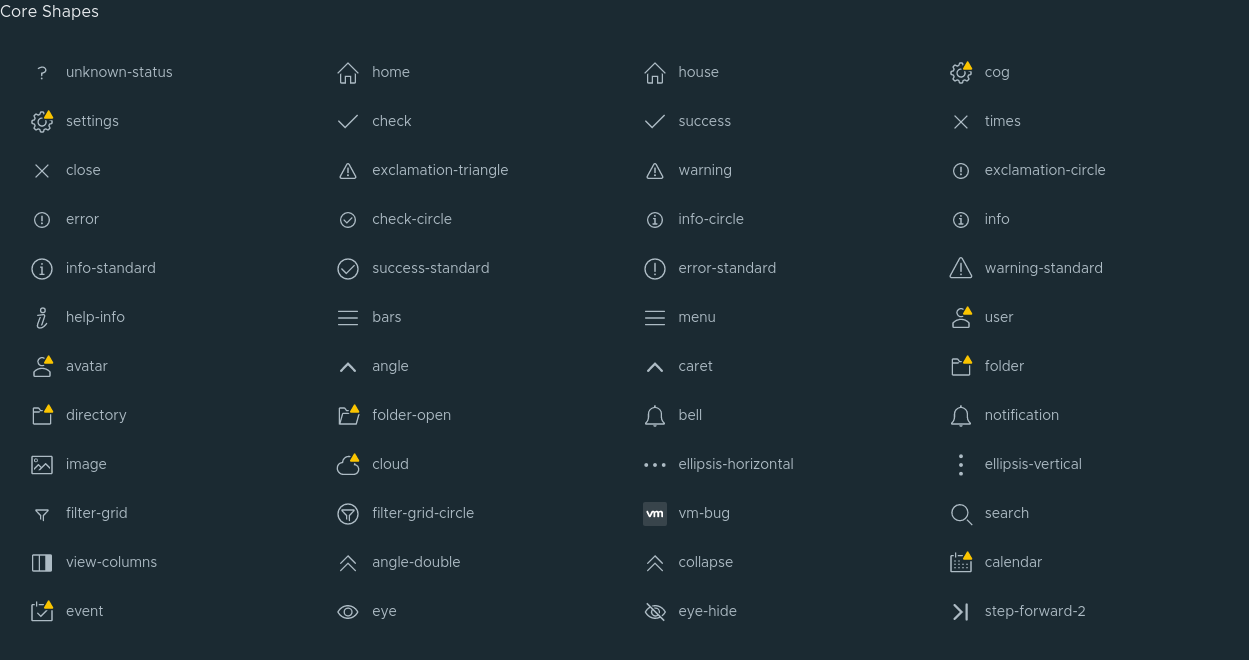 Core Shapes
? unknown-status home house cog
settings check success times
close exclamation-triangle warning exclamation-circle
error check-circle info-circle info
info-standard success-standard error-standard warning-standard
help-info bars menu user
avatar angle caret folder
directory folder-open bell notification
image cloud ellipsis-horizontal ellipsis-vertical
filter-grid filter-grid-circle vm vm-bug search
view-columns angle-double collapse calendar
event eye eye-hide step-forward-2